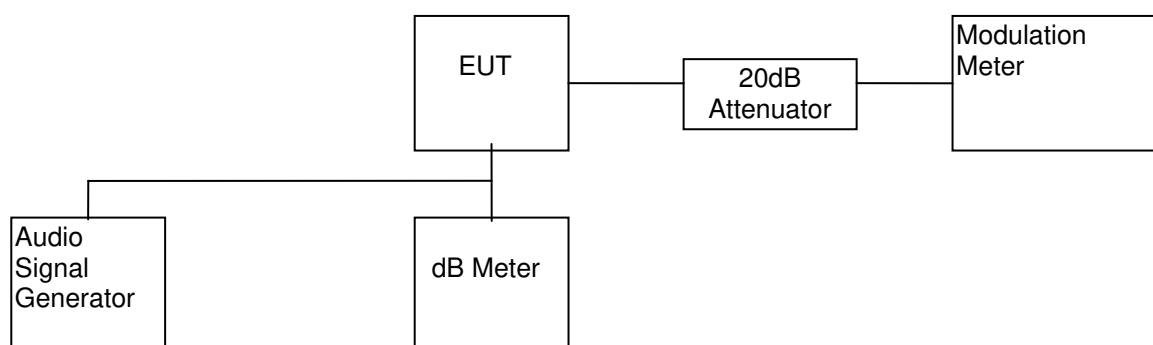 EUT
20dB
Attenuator
Modulation
Meter
Audio
Signal
Generator
dB Meter